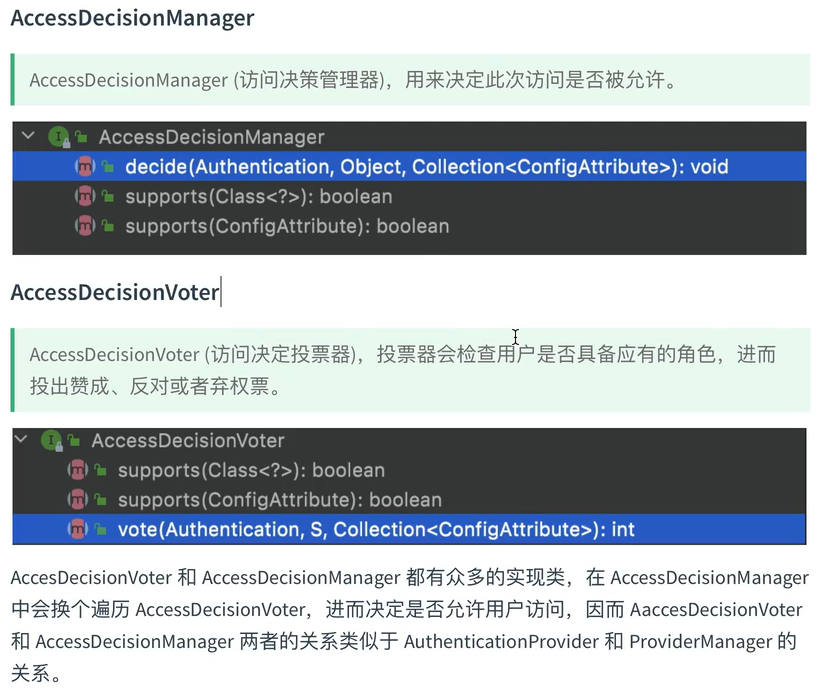 AccessDecisionManager
AccessDecisionManager (访问决策管理器)，用来决定此次访问是否被允许。
AccessDecisionManager
decide(Authentication, Object, Collection<ConfigAttribute>): void
supports(Class<?>): boolean
supports(ConfigAttribute): boolean
AccessDecisionVoter
AccessDecisionVoter (访问决定投票器)，投票器会检查用户是否具备应有的角色，进而
投出赞成、反对或者弃权票。
AccessDecisionVoter
supports(Class<?>): boolean
supports(ConfigAttribute): boolean
vote(Authentication, S, Collection<ConfigAttribute>): int
AccesDecisionVoter 和 AccessDecisionManager 都有众多的实现类，在 AccessDecisionManager
中会换个遍历 AccessDecisionVoter，进而决定是否允许用户访问，因而 AaccesDecisionVoter
和 AccessDecisionManager 两者的关系类似于 AuthenticationProvider 和 ProviderManager 的
关系。